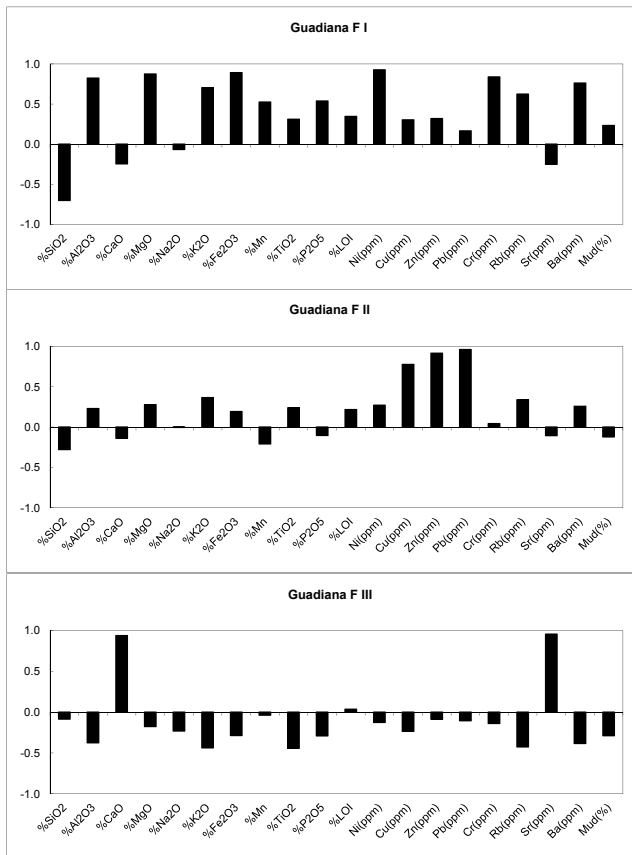 Guadiana F I
1.0
0.5
0.0
-0.5
-1.0
%SiO2 %Al2O3 %CaO %MgO %Na2O %K2O %Fe2O3 %Mn %TiO2 %P2O5 %LOI Ni(ppm) Cu(ppm) Zn(ppm) Pb(ppm) Cr(ppm) Rb(ppm) Sr(ppm) Ba(ppm) Mud(%)
Guadiana F II
1.0
0.5
0.0
-0.5
-1.0
%SiO2 %Al2O3 %CaO %MgO %Na2O %K2O %Fe2O3 %Mn %TiO2 %P2O5 %LOI Ni(ppm) Cu(ppm) Zn(ppm) Pb(ppm) Cr(ppm) Rb(ppm) Sr(ppm) Ba(ppm) Mud(%)
Guadiana F III
1.0
0.5
0.0
-0.5
-1.0
%SiO2 %Al2O3 %CaO %MgO %Na2O %K2O %Fe2O3 %Mn %TiO2 %P2O5 %LOI Ni(ppm) Cu(ppm) Zn(ppm) Pb(ppm) Cr(ppm) Rb(ppm) Sr(ppm) Ba(ppm) Mud(%)